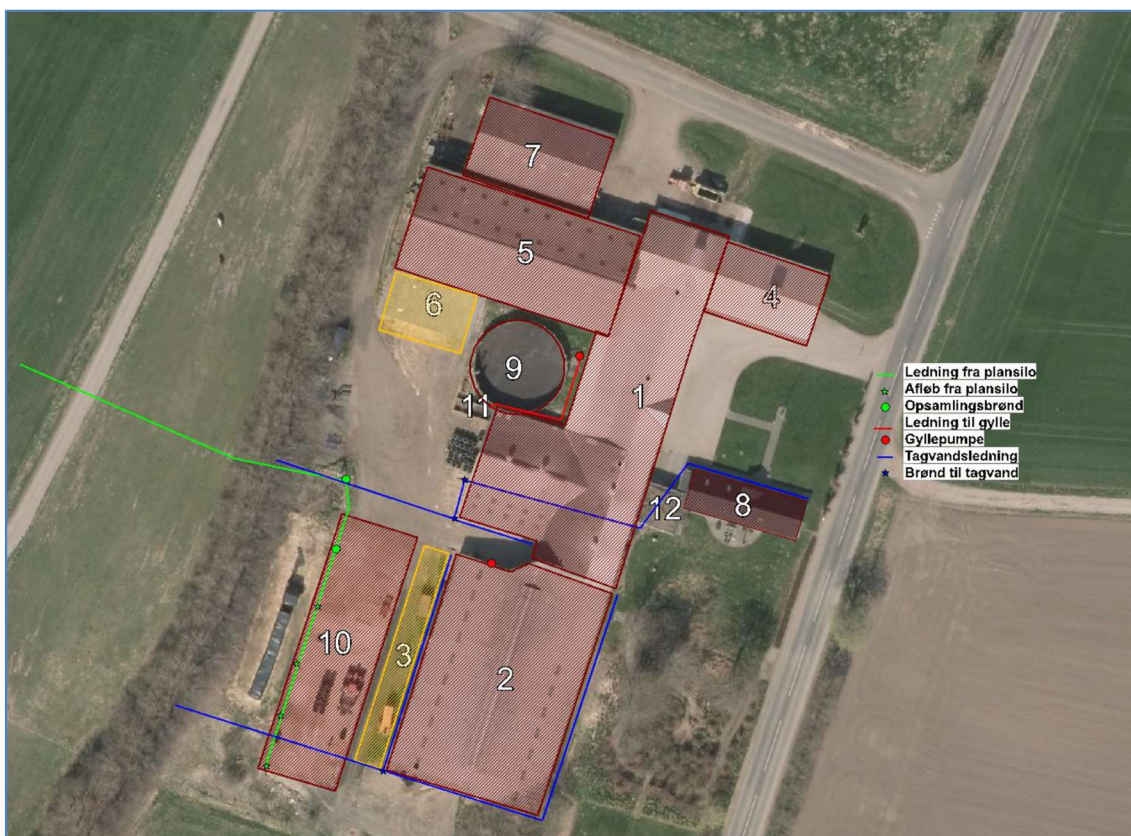 7
5
6
4
9
11
1
Ledning fra plansilo
Afløb fra plansilo
Opsamlingsbrønd
Ledning til gylle
Gyllepumpe
Tagvandsledning
Brønd til tagvand
12
8
10
3
2